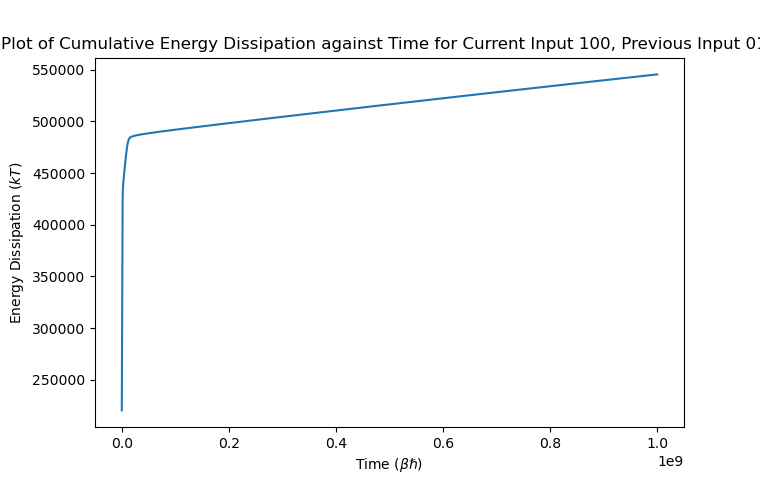 Plot of Cumulative Energy Dissipation against Time for Current Input 100, Previous Input 01
550000
500000
450000
400000
350000
300000
250000
Energy Dissipation (kT)
0.0 0.2 0.4 0.6 0.8 1.0
1e9
Time (βℏ)